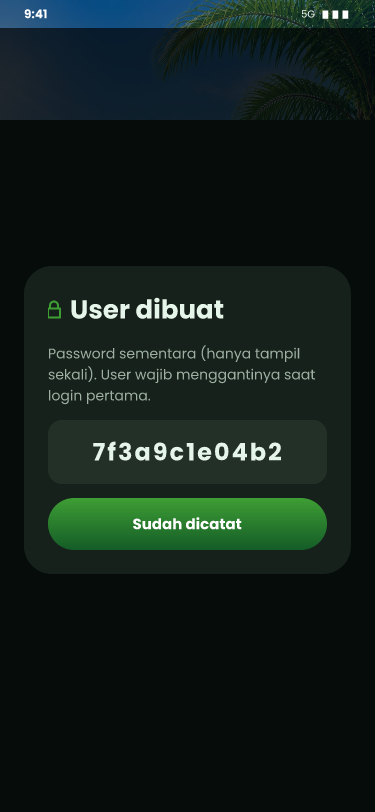 9:41
5G
User dibuat
Password sementara (hanya tampil
sekali). User wajib menggantinya saat
login pertama.
7f3a9c1e04b2
Sudah dicatat